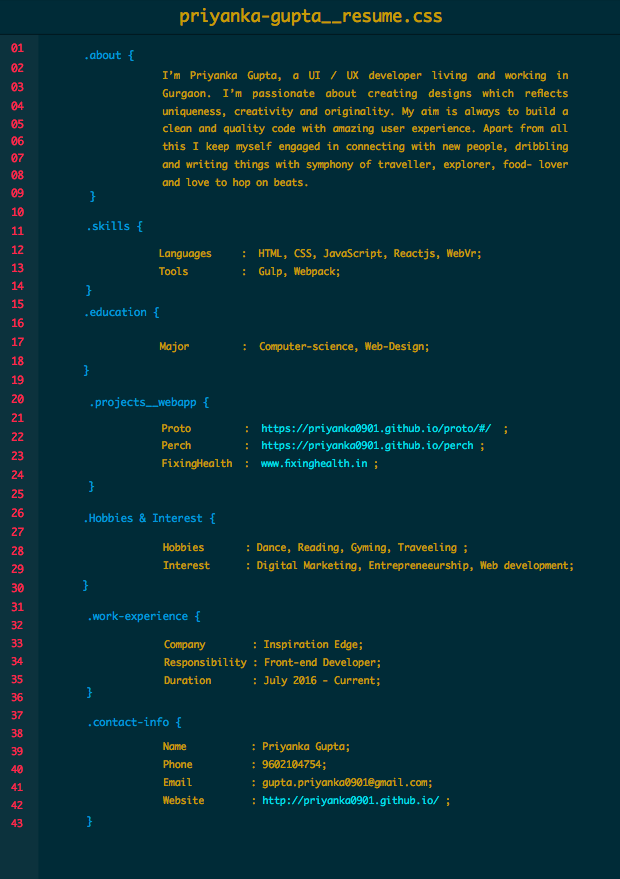 priyanka-gupta__resume.css
01 .about {
02 I'm Priyanka Gupta, a UI / UX developer living and working in
03 Gurgaon. I'm passionate about creating designs which reflects
04 uniqueness, creativity and originality. My aim is always to build a
05 clean and quality code with amazing user experience. Apart from all
06 this I keep myself engaged in connecting with new people, dribbling
07 and writing things with symphony of traveller, explorer, food- lover
08 and love to hop on beats.
09 }
10
11 .skills {
12 Languages : HTML, CSS, JavaScript, Reactjs, WebVr;
13 Tools : Gulp, Webpack;
14 }
15 .education {
16
17 Major : Computer-science, Web-Design;
18 }
19
20 .projects__webapp {
21 Proto : https://priyanka0901.github.io/proto/#/ ;
22 Perch : https://priyanka0901.github.io/perch ;
23 FixingHealth : www.fixinghealth.in ;
24
25 }
26 .Hobbies & Interest {
27
28 Hobbies : Dance, Reading, Gyming, Traveeling ;
29 Interest : Digital Marketing, Entrepreneurship, Web development;
30 }
31
32 .work-experience {
33 Company : Inspiration Edge;
34 Responsibility : Front-end Developer;
35 Duration : July 2016 - Current;
36 }
37
38 .contact-info {
39 Name : Priyanka Gupta;
40 Phone : 9602104754;
41 Email : gupta.priyanka0901@gmail.com;
42 Website : http://priyanka0901.github.io/ ;
43 }